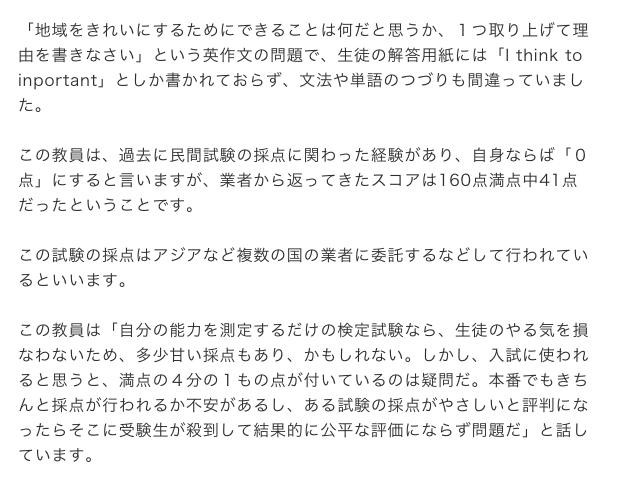 「地域をきれいにするためにできることは何だと思うか、１つ取り上げて理
由を書きなさい」という英作文の問題で、生徒の解答用紙には「I think to
inportant」としか書かれておらず、文法や単語のつづりも間違っていまし
た。
この教員は、過去に民間試験の採点に関わった経験があり、自身ならば「０
点」にすると言いますが、業者から返ってきたスコアは160点満点中41点
だったということです。
この試験の採点はアジアなど複数の国の業者に委託するなどして行われてい
るといいます。
この教員は「自分の能力を測定するだけの検定試験なら、生徒のやる気を損
なわないため、多少甘い採点もあり、かもしれない。しかし、入試に使われ
ると思うと、満点の４分の１もの点が付いているのは疑問だ。本番でもきち
んと採点が行われるか不安があるし、ある試験の採点がやさしいと評判にな
ったらそこに受験生が殺到して結果的に公平な評価にならず問題だ」と話し
ています。